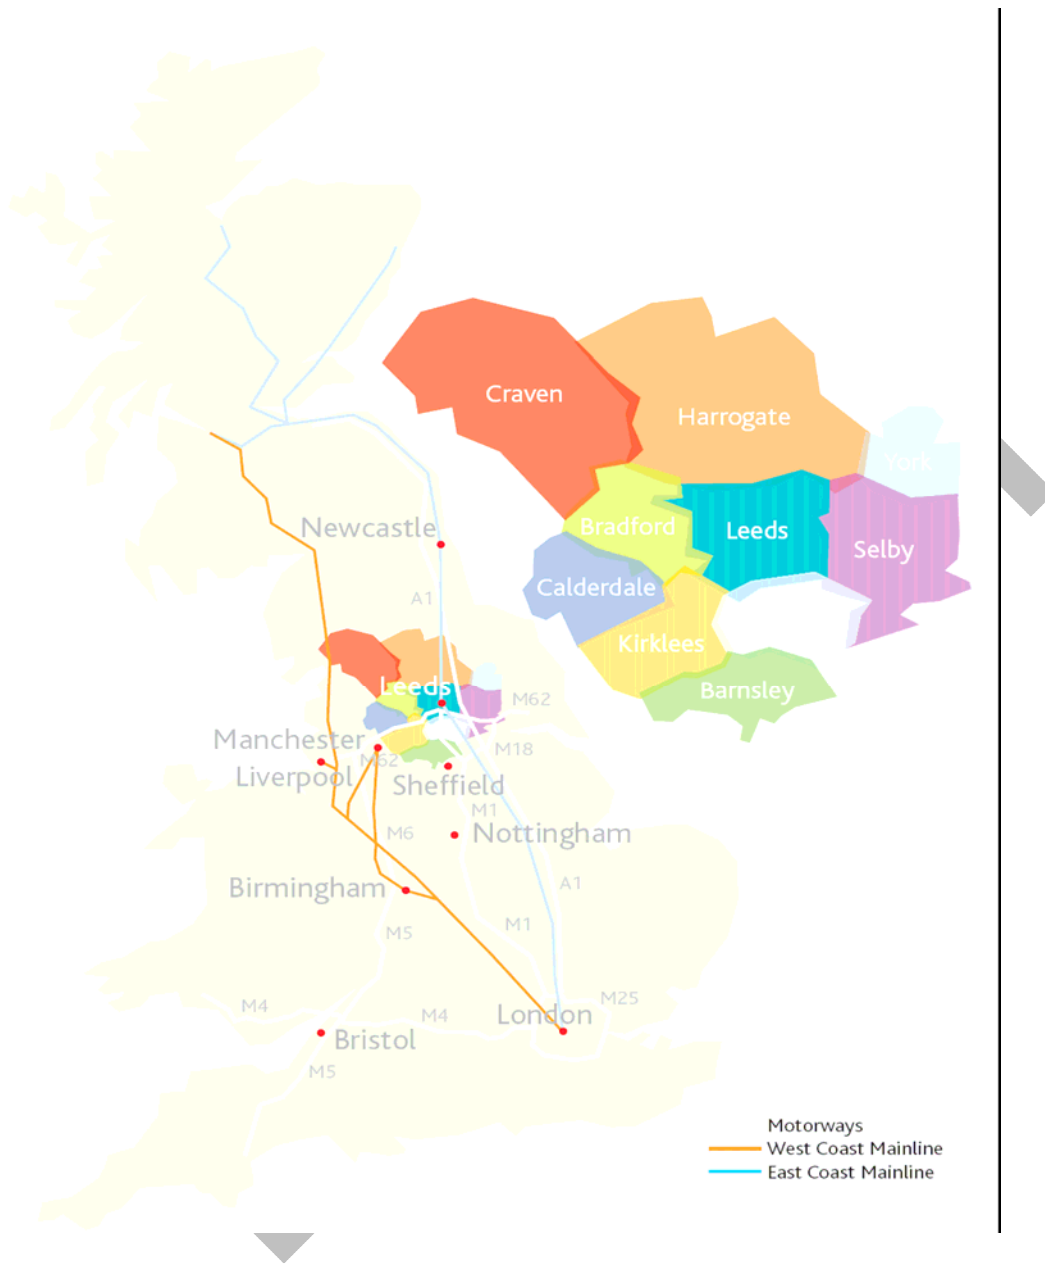 Craven
Harrogate
York
Bradford
Leeds
Selby
Newcastle
Calderdale
A1
Kirklees
Leeds
Barnsley
M62
Manchester
M18
M62
Liverpool
Sheffield
M1
M6
Nottingham
A1
Birmingham
M1
M5
M25
M4
M4
London
Bristol
M5
Motorways
West Coast Mainline
East Coast Mainline